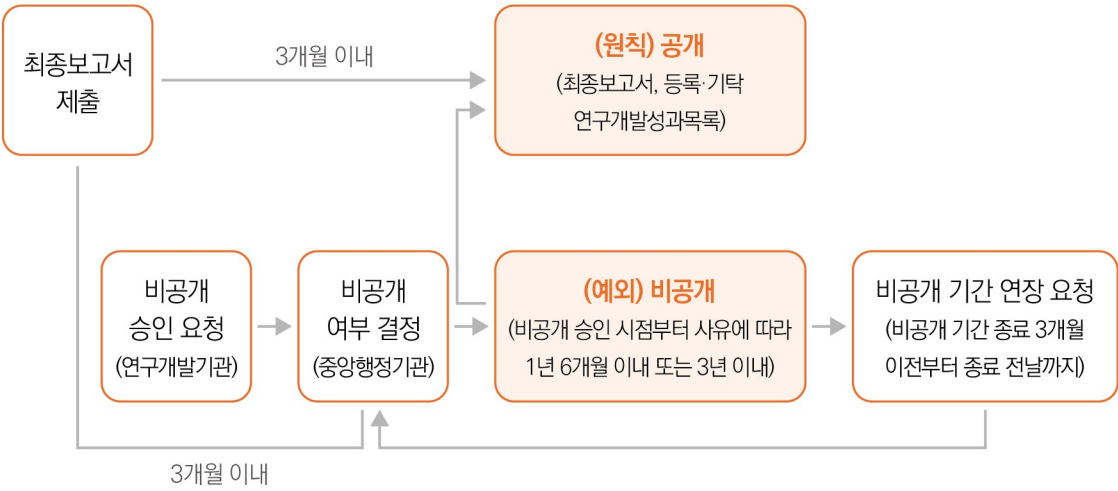 최종보고서
제출
3개월 이내
(원칙) 공개
(최종보고서, 등록·기탁
연구개발성과목록)
비공개
승인 요청
(연구개발기관)
비공개
여부 결정
(중앙행정기관)
(예외) 비공개
(비공개 승인 시점부터 사유에 따라
1년 6개월 이내 또는 3년 이내)
비공개 기간 연장 요청
(비공개 기간 종료 3개월
이전부터 종료 전날까지)
3개월 이내